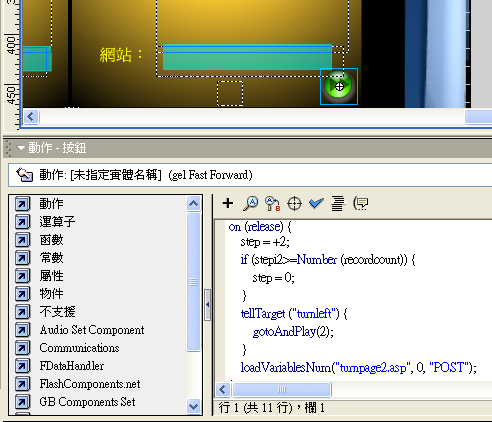 400
網站：
450
動作 - 按鈕
動作: [未指定實體名稱] (gel Fast Forward)
動作
運算子
函數
常數
屬性
物件
不支援
Audio Set Component
Communications
FDataHandler
FlashComponents.net
GB Components Set
on (release) {
step = +2;
if (stepi2>=Number (recordcount)) {
step = 0;
}
tellTarget ("turnleft") {
gotoAndPlay(2);
}
loadVariablesNum("turnpage2.asp", 0, "POST");
行 1 (共 11 行)，欄 1